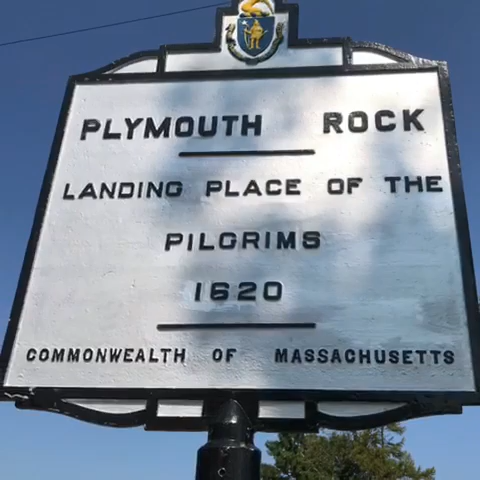 PLYMOUTH ROCK
LANDING PLACE OF THE
PILGRIMS
1620
COMMONWEALTH OF MASSACHUSETTS